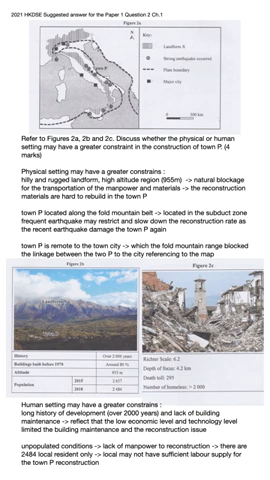 2021 HKDSE Suggested answer for the Paper 1 Question 2 Ch.1
Figure 2a
N
Key:
Landform X
Strong earthquake occurred
Plate boundary
Major city
0
Refer to Figures 2a, 2b and 2c. Discuss whether the physical or human
setting may have a greater constraint in the construction of town P. (4
marks)
Physical setting may have a greater constrains :
hilly and rugged landform, high altitude region (955m) -> natural blockage
for the transportation of the manpower and materials -> the reconstruction
materials are hard to rebuild in the town P
town P located along the fold mountain belt -> located in the subduct zone
frequent earthquake may restrict and slow down the reconstruction rate as
the recent earthquake damage the town P again
town P is remote to the town city -> which the fold mountain range blocked
the linkage between the two P to the city referencing to the map
Figure 2b
Figure 2c
History
Over 2 000 years
Buildings built before 1979
Around 80 %
Altitude
955 m
Population
2015
2 657
2018
2 484
Richter Scale: 6.2
Depth of focus: 4.2 km
Death toll: 295
Number of homeless: > 2 000
Human setting may have a greater constrains :
long history of development (over 2000 years) and lack of building
maintenance -> reflect that the low economic level and technology level
limited the building maintenance and the reconstruction issue
unpopulated conditions -> lack of manpower to reconstruction -> there are
2484 local resident only -> local may not have sufficient labour supply for
the town P reconstruction